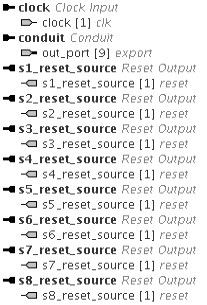 clock Clock Input
clock [1] clk
conduit Conduit
out_port [9] export
s1_reset_source Reset Output
s1_reset_source [1] reset
s2_reset_source Reset Output
s2_reset_source [1] reset
s3_reset_source Reset Output
s3_reset_source [1] reset
s4_reset_source Reset Output
s4_reset_source [1] reset
s5_reset_source Reset Output
s5_reset_source [1] reset
s6_reset_source Reset Output
s6_reset_source [1] reset
s7_reset_source Reset Output
s7_reset_source [1] reset
s8_reset_source Reset Output
s8_reset_source [1] reset